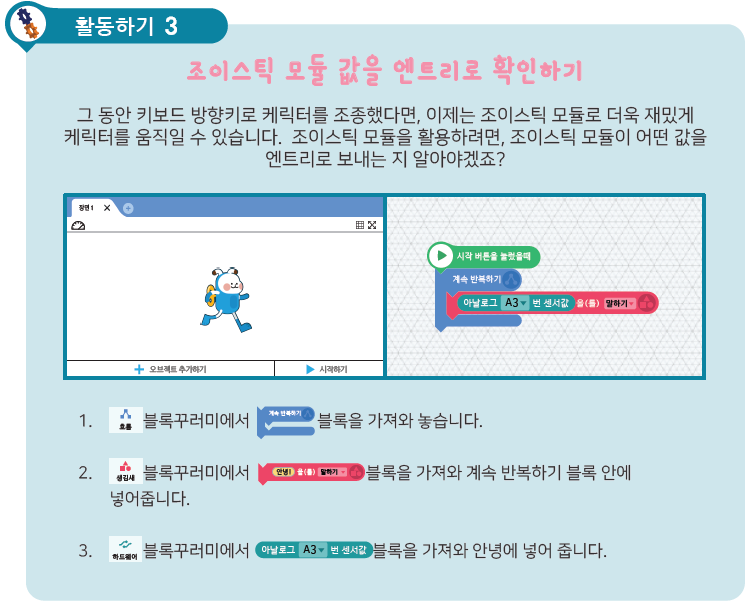 활동하기 3
조이스틱 모듈 값을 엔트리로 확인하기
그 동안 키보드 방향키로 케릭터를 조종했다면, 이제는 조이스틱 모듈로 더욱 재밌게
케릭터를 움직일 수 있습니다. 조이스틱 모듈을 활용하려면, 조이스틱 모듈이 어떤 값을
엔트리로 보내는 지 알아야겠죠?
장면 1
시작 버튼을 눌렀을때
계속 반복하기
아날로그 A3 번 센서값 을(를) 말하기
오브젝트 추가하기
시작하기
1. 흐름 블록꾸러미에서 계속 반복하기 블록을 가져와 놓습니다.
2. 생김새 블록꾸러미에서 안녕! 을(를) 말하기 블록을 가져와 계속 반복하기 블록 안에
넣어줍니다.
3. 하드웨어 블록꾸러미에서 아날로그 A3 번 센서값 블록을 가져와 안녕에 넣어 줍니다.